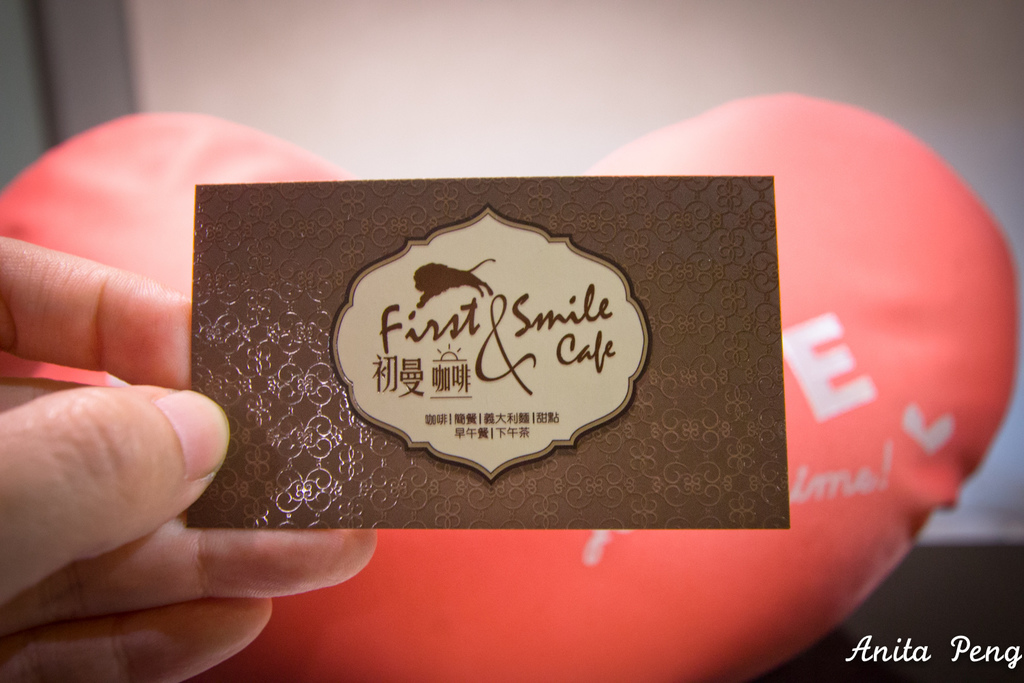 First & Smile
Cafe
初曼咖啡
咖啡|簡餐|義大利麵|甜點
早午餐|下午茶
E
ime!
Anita Peng